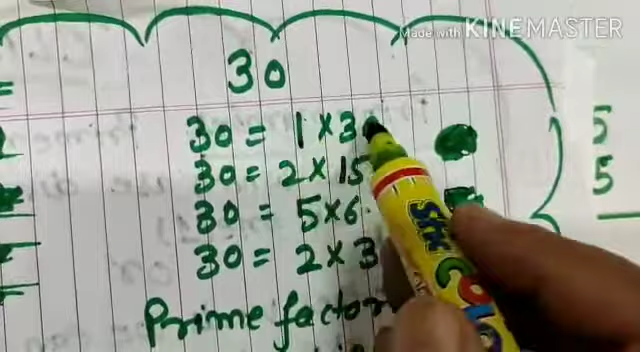 Made with KINEMASTER
30
30 = 1 × 30
30 = 2 × 15
30 = 5 × 6
30 = 2 × 3
Prime factor
5
5